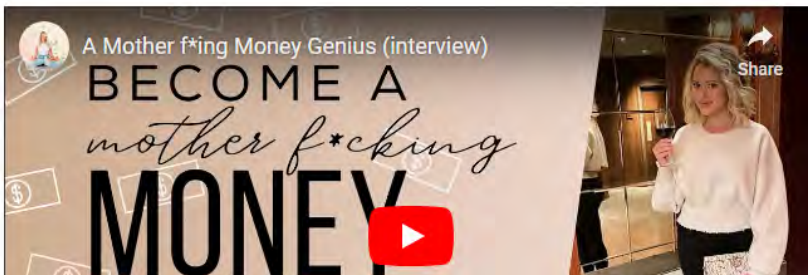 A Mother f*ing Money Genius (interview)
Share
BECOME A
mother f*cking
MONEY
$
$
$